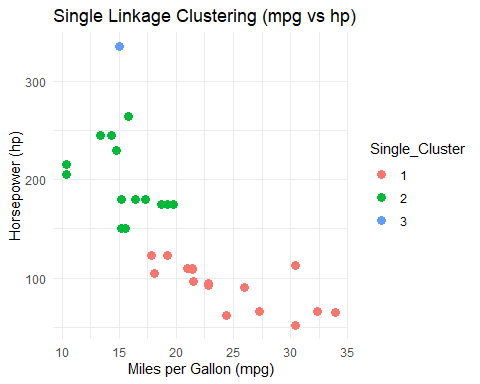 Single Linkage Clustering (mpg vs hp)
Horsepower (hp)
300
200
100
10 15 20 25 30 35
Miles per Gallon (mpg)
Single_Cluster
1
2
3